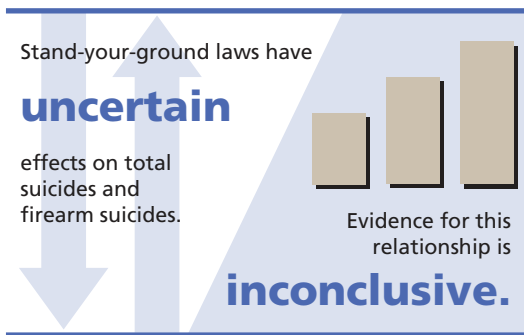 Stand-your-ground laws have
uncertain
effects on total
suicides and
firearm suicides.
Evidence for this
relationship is
inconclusive.